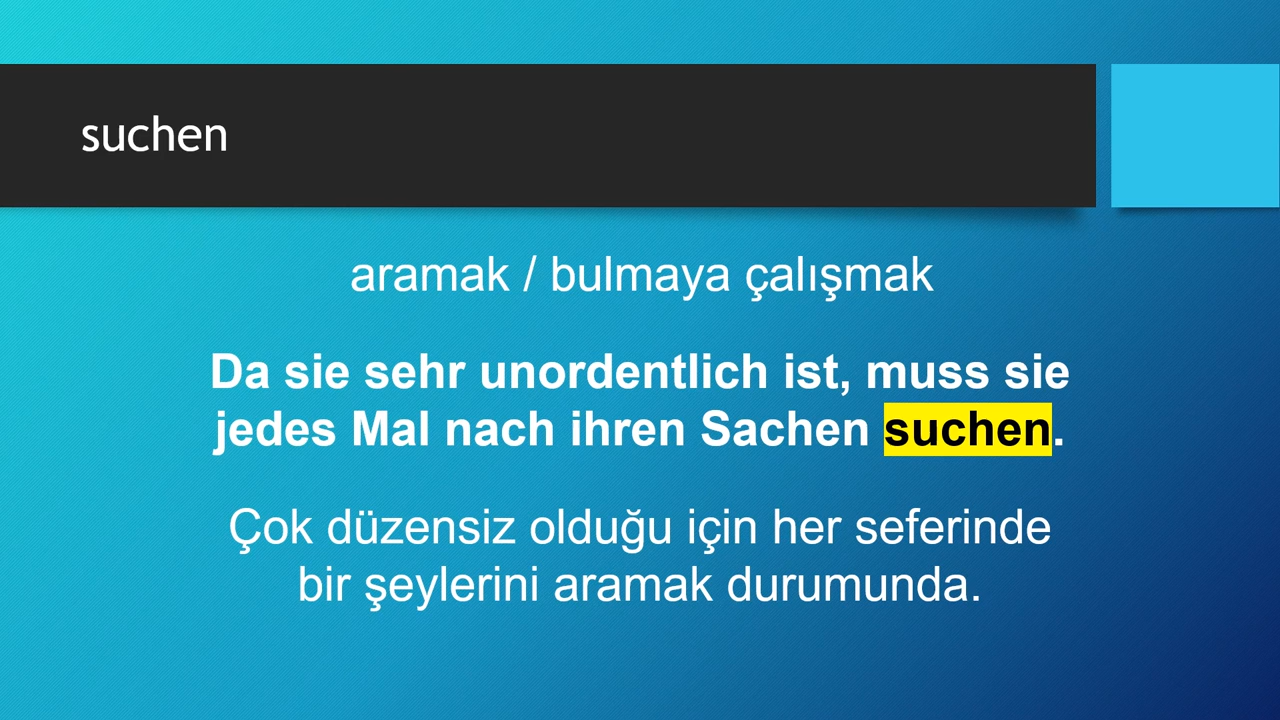 suchen
aramak / bulmaya çalışmak
Da sie sehr unordentlich ist, muss sie
jedes Mal nach ihren Sachen suchen.
Çok düzensiz olduğu için her seferinde
bir şeylerini aramak durumunda.